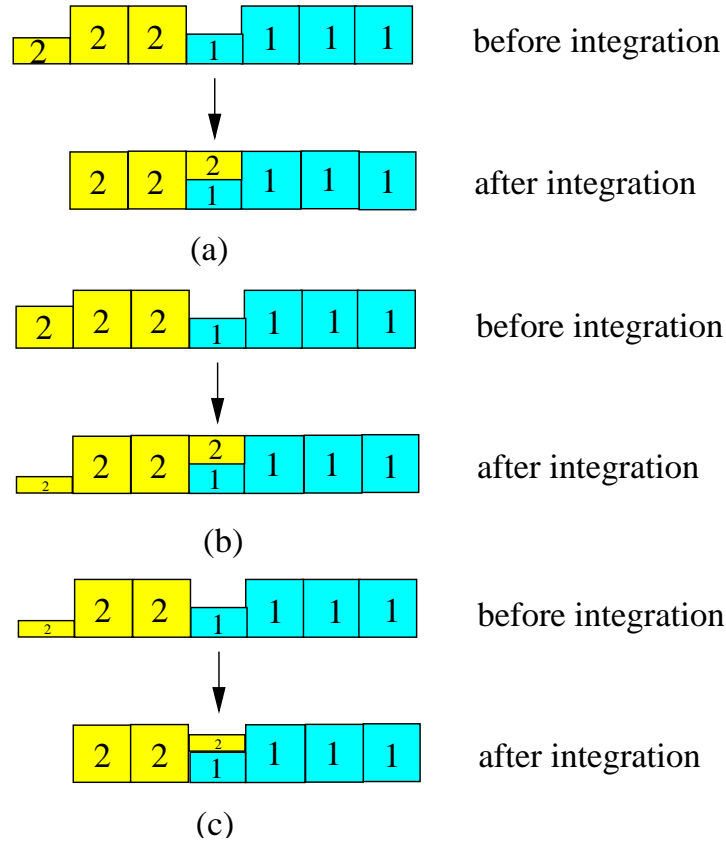 2 2 2 1 1 1 1 before integration
2 2 2 1 1 1 after integration
1
(a)
2 2 2 1 1 1 1 before integration
2 2 2 2 1 1 1 after integration
1
(b)
2 2 2 1 1 1 1 before integration
2 2 2 1 1 1 after integration
1
(c)